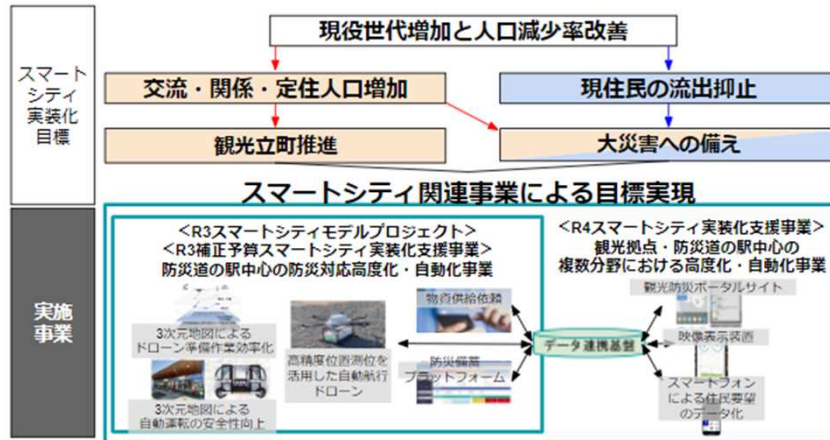 現役世代増加と人口減少率改善
スマート
シティ
実装化
目標
交流・関係・定住人口増加
現住民の流出抑止
観光立町推進
大災害への備え
スマートシティ関連事業による目標実現
実施
事業
<R3スマートシティモデルプロジェクト>
<R3補正予算スマートシティ実装化支援事業>
防災道の駅中心の防災対応高度化・自動化事業
3次元地図による
ドローン準備作業効率化
3次元地図による
自動運転の安全性向上
高精度位置測位を
活用した自動航行
ドローン
物資供給依頼
防災備蓄
プラットフォーム
データ連携基盤
<R4スマートシティ実装化支援事業>
観光拠点・防災道の駅中心の
複数分野における高度化・自動化事業
観光防災ポータルサイト
映像表示装置
スマートフォン
による住民要望
のデータ化